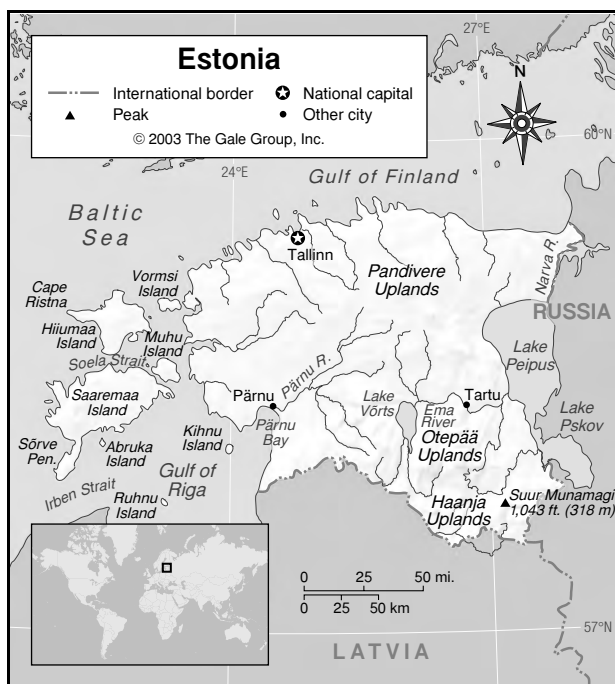 27°E
Estonia
International border
National capital
Peak
Other city
© 2003 The Gale Group, Inc.
N
60°N
24°E
Gulf of Finland
Baltic
Sea
Tallinn
Narva R.
Cape
Ristna
Vormsi
Island
Pandivere
Uplands
RUSSIA
Hiiumaa
Island
Muhu
Island
Soela Strait
Lake
Peipus
Saaremaa
Island
Pärnu
Pärnu R.
Lake
Võrts
Tartu
Ema
River
Pärnu
Bay
Lake
Pskov
Sõrve
Pen.
Abruka
Island
Kihnu
Island
Otepää
Uplands
Gulf of
Riga
Irben Strait
Ruhnu
Island
Haanja
Uplands
Suur Munamagi
1,043 ft. (318 m)
0 25 50 mi.
0 25 50 km
57°N
LATVIA